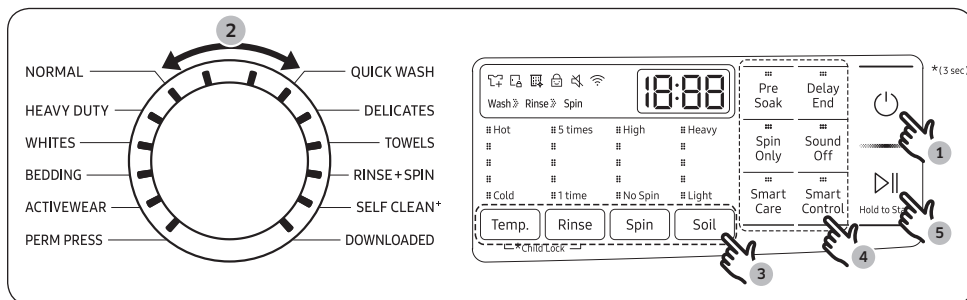 2
NORMAL
HEAVY DUTY
WHITES
BEDDING
ACTIVEWEAR
PERM PRESS
QUICK WASH
DELICATES
TOWELS
RINSE+SPIN
SELF CLEAN+
DOWNLOADED
18:88
Wash» Rinse» Spin
Hot 5 times High Heavy
Cold 1 time No Spin Light
Temp. Rinse Spin Soil
*Child Lock
3
Pre Soak
Delay End
Spin Only
Sound Off
Smart Care
Smart Control
4
*(3 sec)
1
Hold to
5